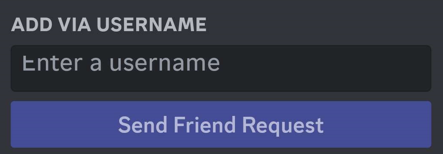 ADD VIA USERNAME
Enter a username
Send Friend Request